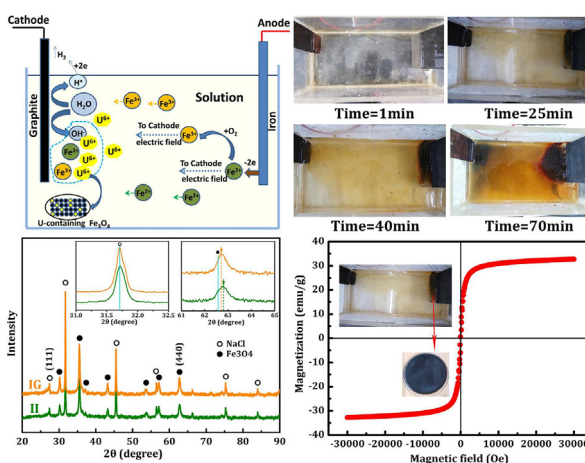 Cathode
Anode
H₂
+2e
H⁺
H₂O
OH⁻
U⁶⁺
U⁶⁺
U⁶⁺
U⁶⁺
U⁶⁺
Fe²⁺
Fe³⁺
Graphite
Fe³⁺
Fe³⁺
Solution
Fe³⁺
+O₂
To Cathode
electric field
To Cathode
electric field
Fe²⁺
-2e
Iron
Fe²⁺
Fe²⁺
U-containing Fe₃O₄
Time=1min
Time=25min
Time=40min
Time=70min
Intensity
31.0 31.5 32.0 32.5
2θ (degree)
61 62 63 64 65
2θ (degree)
NaCl
Fe3O4
(111)
(440)
IG
II
20 30 40 50 60 70 80 90
2θ (degree)
Magnetization (emu/g)
40
30
20
10
0
-10
-20
-30
-40
-30000 -20000 -10000 0 10000 20000 30000
Magnetic field (Oe)